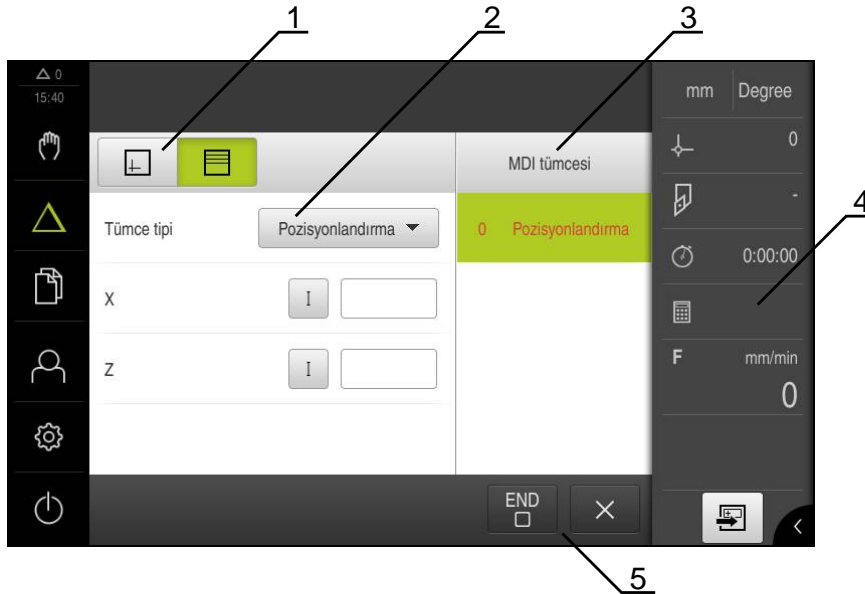 1 2 3
0
15:40
mm Degree
0
MDI tümcesi
-
4
Tümce tipi Pozisyonlandırma 0 Pozisyonlandırma
0:00:00
X I
F mm/min
Z I
0
END
5